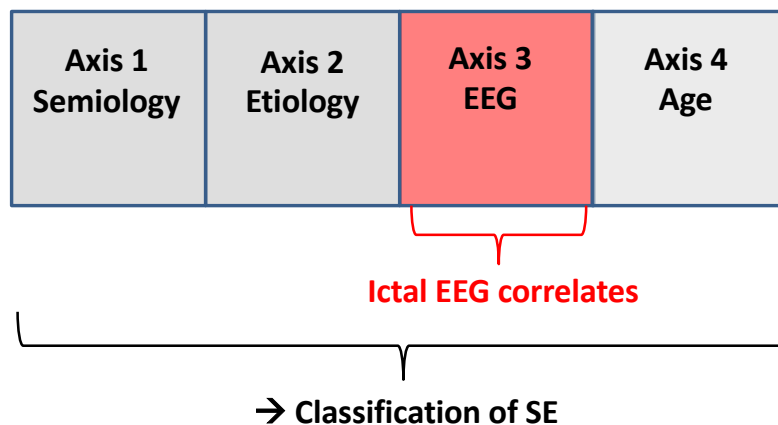 Axis 1
Semiology
Axis 2
Etiology
Axis 3
EEG
Axis 4
Age
Ictal EEG correlates
→ Classification of SE